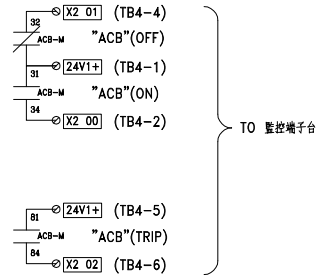 32 X2 01 (TB4-4)
ACB-M "ACB"(OFF)
31 24V1+ (TB4-1)
ACB-M "ACB"(ON)
34 X2 00 (TB4-2)
TO 監控端子台
81 24V1+ (TB4-5)
ACB-M "ACB"(TRIP)
84 X2 02 (TB4-6)